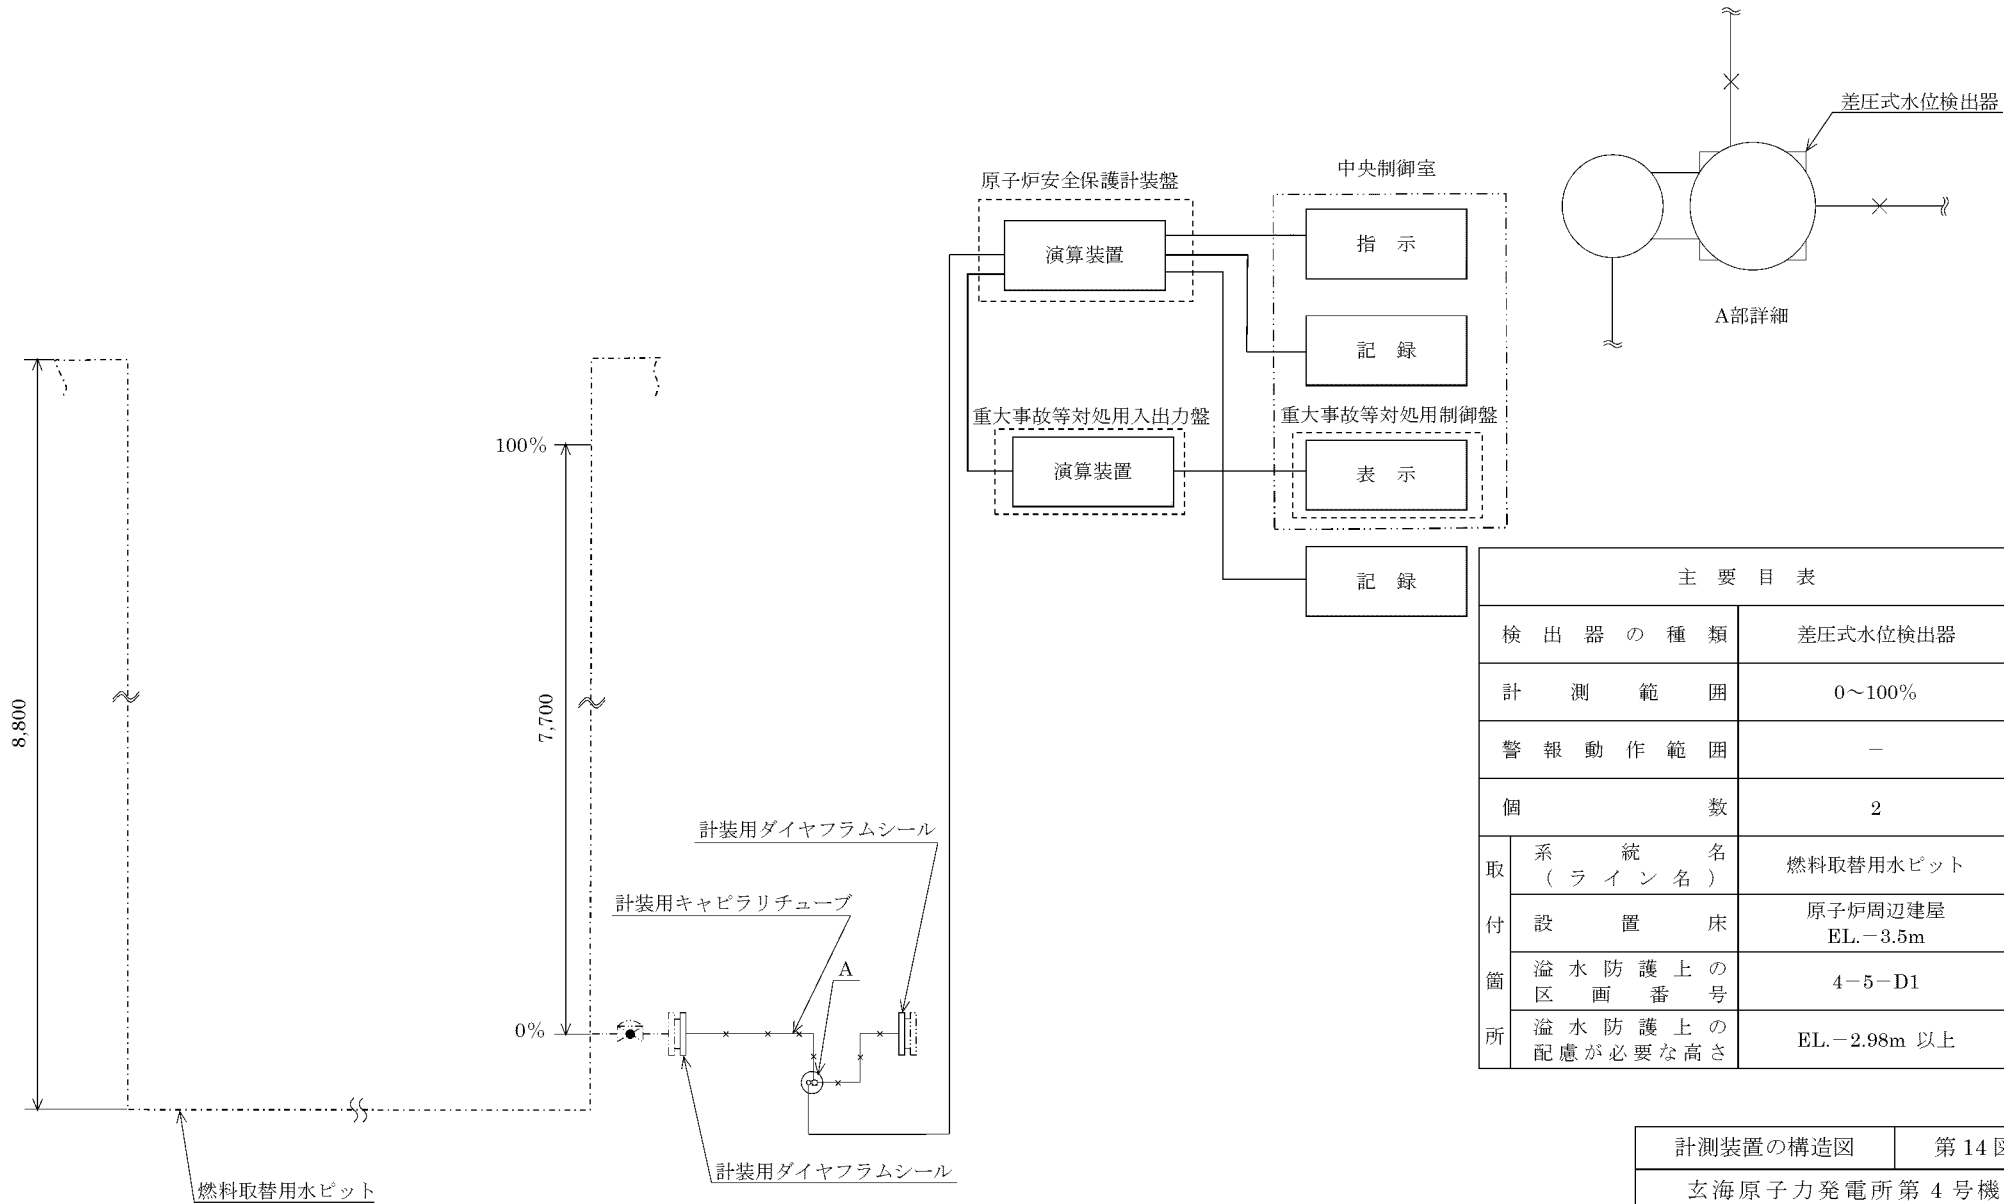 差圧式水位検出器
A部詳細
原子炉安全保護計装盤
演算装置
中央制御室
指 示
記 録
重大事故等対処用入出力盤
演算装置
重大事故等対処用制御盤
表 示
記 録
8,800
100%
7,700
0%
計装用ダイヤフラムシール
計装用キャピラリチューブ
A
計装用ダイヤフラムシール
燃料取替用水ピット
主 要 目 表
検 出 器 の 種 類 差圧式水位検出器
計 測 範 囲 0～100%
警 報 動 作 範 囲 －
個 数 2
取 付 箇 所
系 統 名
（ ラ イ ン 名 ）
燃料取替用水ピット
設 置 床
原子炉周辺建屋
EL.－3.5m
溢 水 防 護 上 の
区 画 番 号
4－5－D1
溢 水 防 護 上 の
配 慮 が 必 要 な 高 さ
EL.－2.98m 以上
計測装置の構造図 第 14 図
玄海原子力発電所第 4 号機